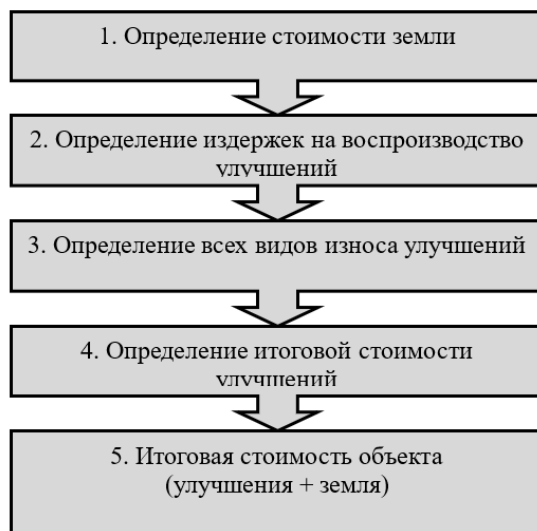 1. Определение стоимости земли
2. Определение издержек на воспроизводство
улучшений
3. Определение всех видов износа улучшений
4. Определение итоговой стоимости
улучшений
5. Итоговая стоимость объекта
(улучшения + земля)